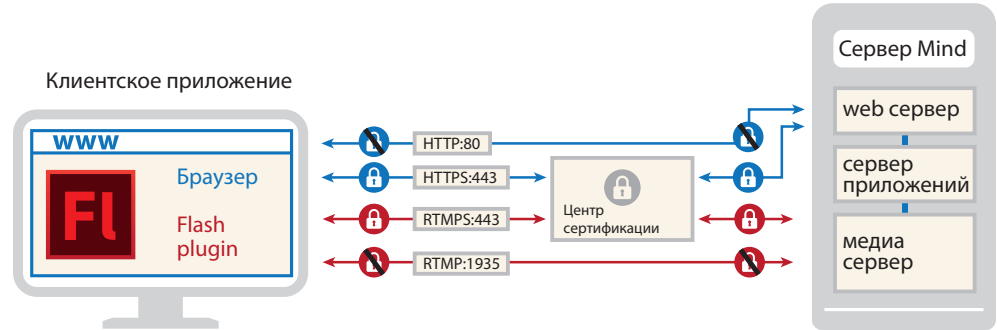 Клиентское приложение
www
Fl
Браузер
Flash
plugin
HTTP:80
HTTPS:443
RTMPS:443
RTMP:1935
Центр
сертификации
Сервер Mind
web сервер
сервер
приложений
медиа
сервер